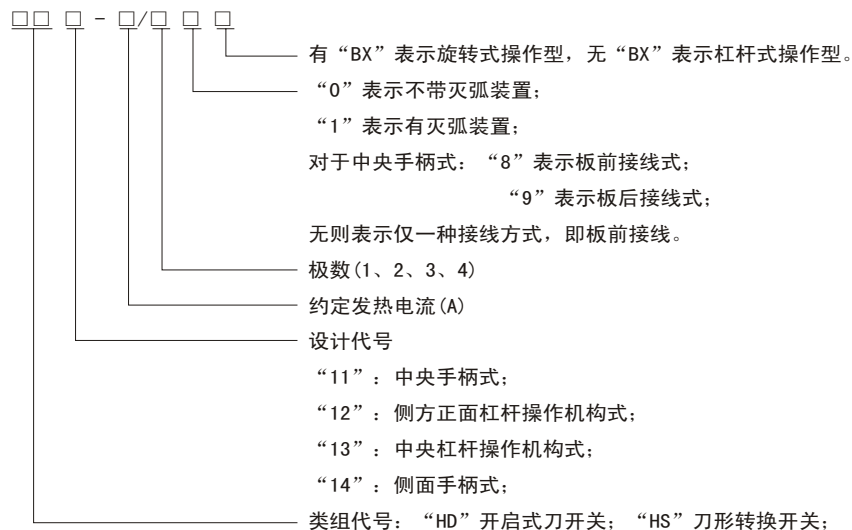 □□ □ - □/□ □ □
有“BX”表示旋转式操作型，无“BX”表示杠杆式操作型。
“0”表示不带灭弧装置；
“1”表示有灭弧装置；
对于中央手柄式：“8”表示板前接线式；
“9”表示板后接线式；
无则表示仅一种接线方式，即板前接线。
极数(1、2、3、4)
约定发热电流(A)
设计代号
“11”：中央手柄式；
“12”：侧方正面杠杆操作机构式；
“13”：中央杠杆操作机构式；
“14”：侧面手柄式；
类组代号：“HD”开启式刀开关；“HS”刀形转换开关；